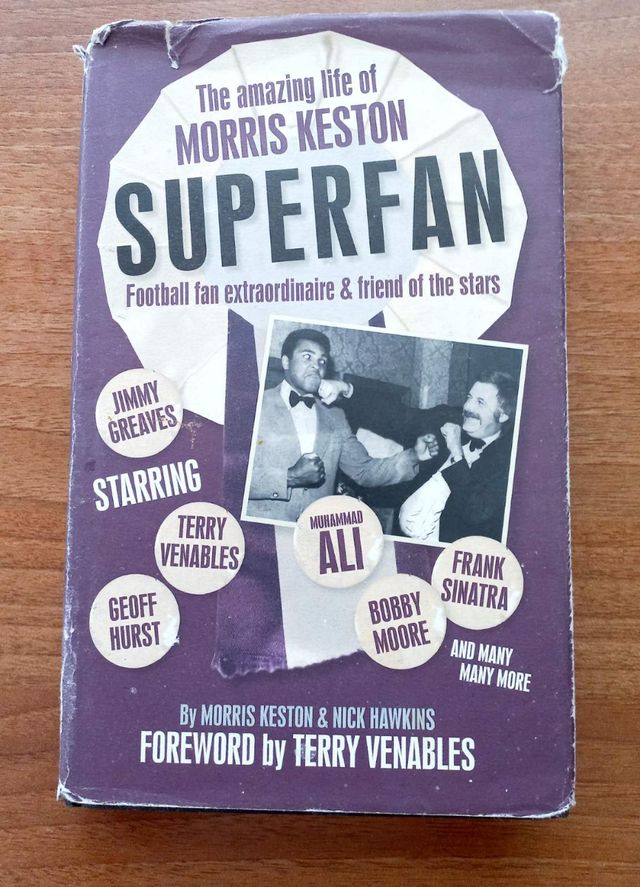 The amazing life of
MORRIS KESTON
SUPERFAN
Football fan extraordinaire & friend of the stars
JIMMY
GREAVES
STARRING
TERRY
VENABLES
MUHAMMAD
ALI
FRANK
SINATRA
GEOFF
HURST
BOBBY
MOORE
AND MANY
MANY MORE
By MORRIS KESTON & NICK HAWKINS
FOREWORD by TERRY VENABLES